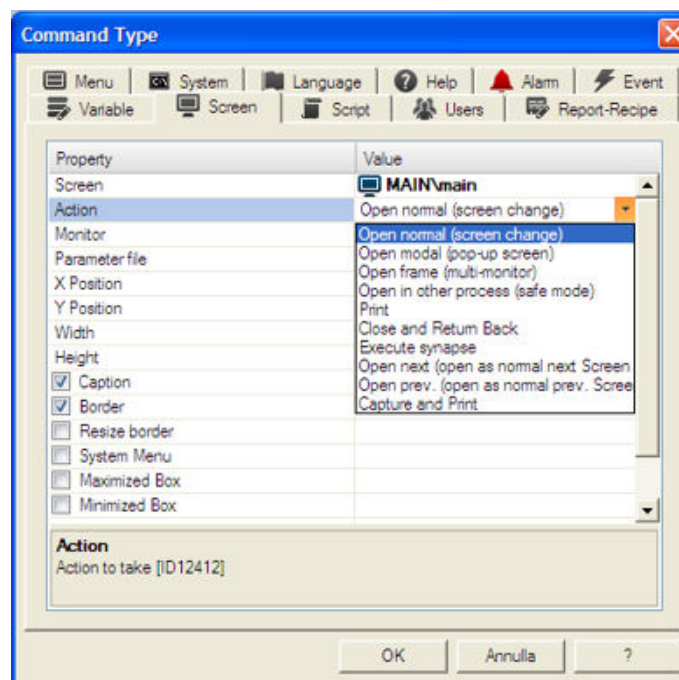 Command Type
Menu System Language Help Alarm Event
Variable Screen Script Users Report-Recipe
Property Value
Screen MAIN\main
Action Open normal (screen change)
Monitor Open normal (screen change)
Parameter file Open modal (pop-up screen)
Open frame (multi-monitor)
X Position Open in other process (safe mode)
Y Position Print
Width Close and Return Back
Execute synapse
Height Open next (open as normal next Screen
Caption Open prev. (open as normal prev. Scree
Border Capture and Print
Resize border
System Menu
Maximized Box
Minimized Box
Action
Action to take [ID12412]
OK Annulla ?